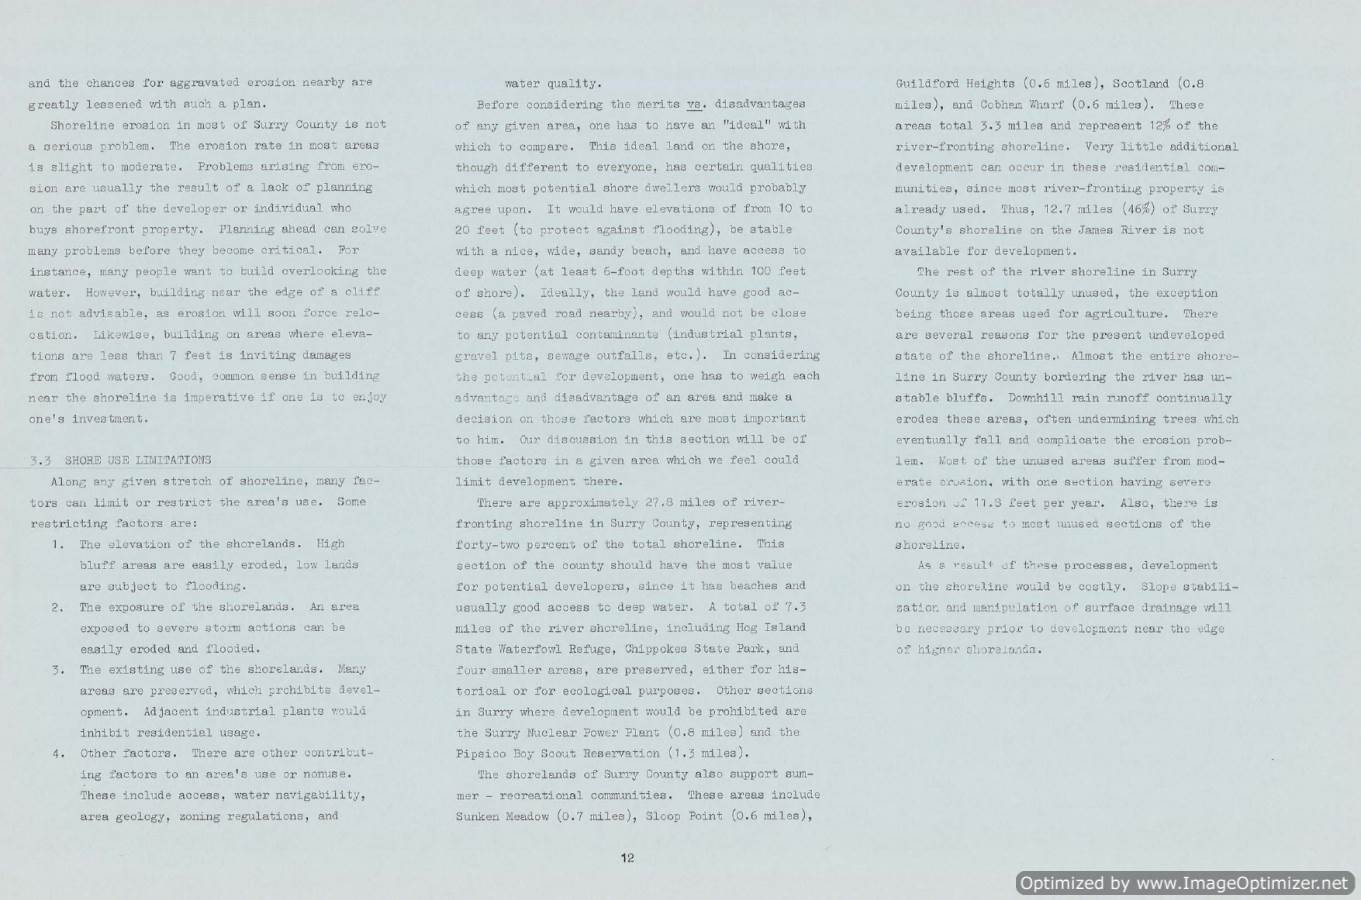 and the chances for aggravated erosion nearby are
greatly lessened with such a plan.
Shoreline erosion in most of Surry County is not
a serious problem. The erosion rate in most areas
is slight to moderate. Problems arising from ero-
sion are usually the result of a lack of planning
on the part of the developer or individual who
buys shorefront property. Planning ahead can solve
many problems before they become critical. For
instance, many people want to build overlooking the
water. However, building near the edge of a cliff
is not advisable, as erosion will soon force relo-
cation. Likewise, building on areas where eleva-
tions are less than 7 feet is inviting damages
from flood waters. Good, common sense in building
near the shoreline is imperative if one is to enjoy
one's investment.
3.3 SHORE USE LIMITATIONS
Along any given stretch of shoreline, many fac-
tors can limit or restrict the area's use. Some
restricting factors are:
1. The elevation of the shorelands. High
bluff areas are easily eroded, low lands
are subject to flooding.
2. The exposure of the shorelands. An area
exposed to severe storm actions can be
easily eroded and flooded.
3. The existing use of the shorelands. Many
areas are preserved, which prohibits devel-
opment. Adjacent industrial plants would
inhibit residential usage.
4. Other factors. There are other contribut-
ing factors to an area's use or nonuse.
These include access, water navigability,
area geology, zoning regulations, and
water quality.
Before considering the merits vs. disadvantages
of any given area, one has to have an "ideal" with
which to compare. This ideal land on the shore,
though different to everyone, has certain qualities
which most potential shore dwellers would probably
agree upon. It would have elevations of from 10 to
20 feet (to protect against flooding), be stable
with a nice, wide, sandy beach, and have access to
deep water (at least 6-foot depths within 100 feet
of shore). Ideally, the land would have good ac-
cess (a paved road nearby), and would not be close
to any potential contaminants (industrial plants,
gravel pits, sewage outfalls, etc.). In considering
the potential for development, one has to weigh each
advantage and disadvantage of an area and make a
decision on those factors which are most important
to him. Our discussion in this section will be of
those factors in a given area which we feel could
limit development there.
There are approximately 27.8 miles of river-
fronting shoreline in Surry County, representing
forty-two percent of the total shoreline. This
section of the county should have the most value
for potential developers, since it has beaches and
usually good access to deep water. A total of 7.3
miles of the river shoreline, including Hog Island
State Waterfowl Refuge, Chippokes State Park, and
four smaller areas, are preserved, either for his-
torical or for ecological purposes. Other sections
in Surry where development would be prohibited are
the Surry Nuclear Power Plant (0.8 miles) and the
Pipsico Boy Scout Reservation (1.3 miles).
The shorelands of Surry County also support sum-
mer - recreational communities. These areas include
Sunken Meadow (0.7 miles), Sloop Point (0.6 miles),
Guildford Heights (0.6 miles), Scotland (0.8
miles), and Cobham Wharf (0.6 miles). These
areas total 3.3 miles and represent 12% of the
river-fronting shoreline. Very little additional
development can occur in these residential com-
munities, since most river-fronting property is
already used. Thus, 12.7 miles (46%) of Surry
County's shoreline on the James River is not
available for development.
The rest of the river shoreline in Surry
County is almost totally unused, the exception
being those areas used for agriculture. There
are several reasons for the present undeveloped
state of the shoreline. Almost the entire shore-
line in Surry County bordering the river has un-
stable bluffs. Downhill rain runoff continually
erodes these areas, often undermining trees which
eventually fall and complicate the erosion prob-
lem. Most of the unused areas suffer from mod-
erate erosion, with one section having severe
erosion of 11.8 feet per year. Also, there is
no good access to most unused sections of the
shoreline.
As a result of these processes, development
on the shoreline would be costly. Slope stabili-
zation and manipulation of surface drainage will
be necessary prior to development near the edge
of higher shorelands.
12
Optimized by www.ImageOptimizer.net